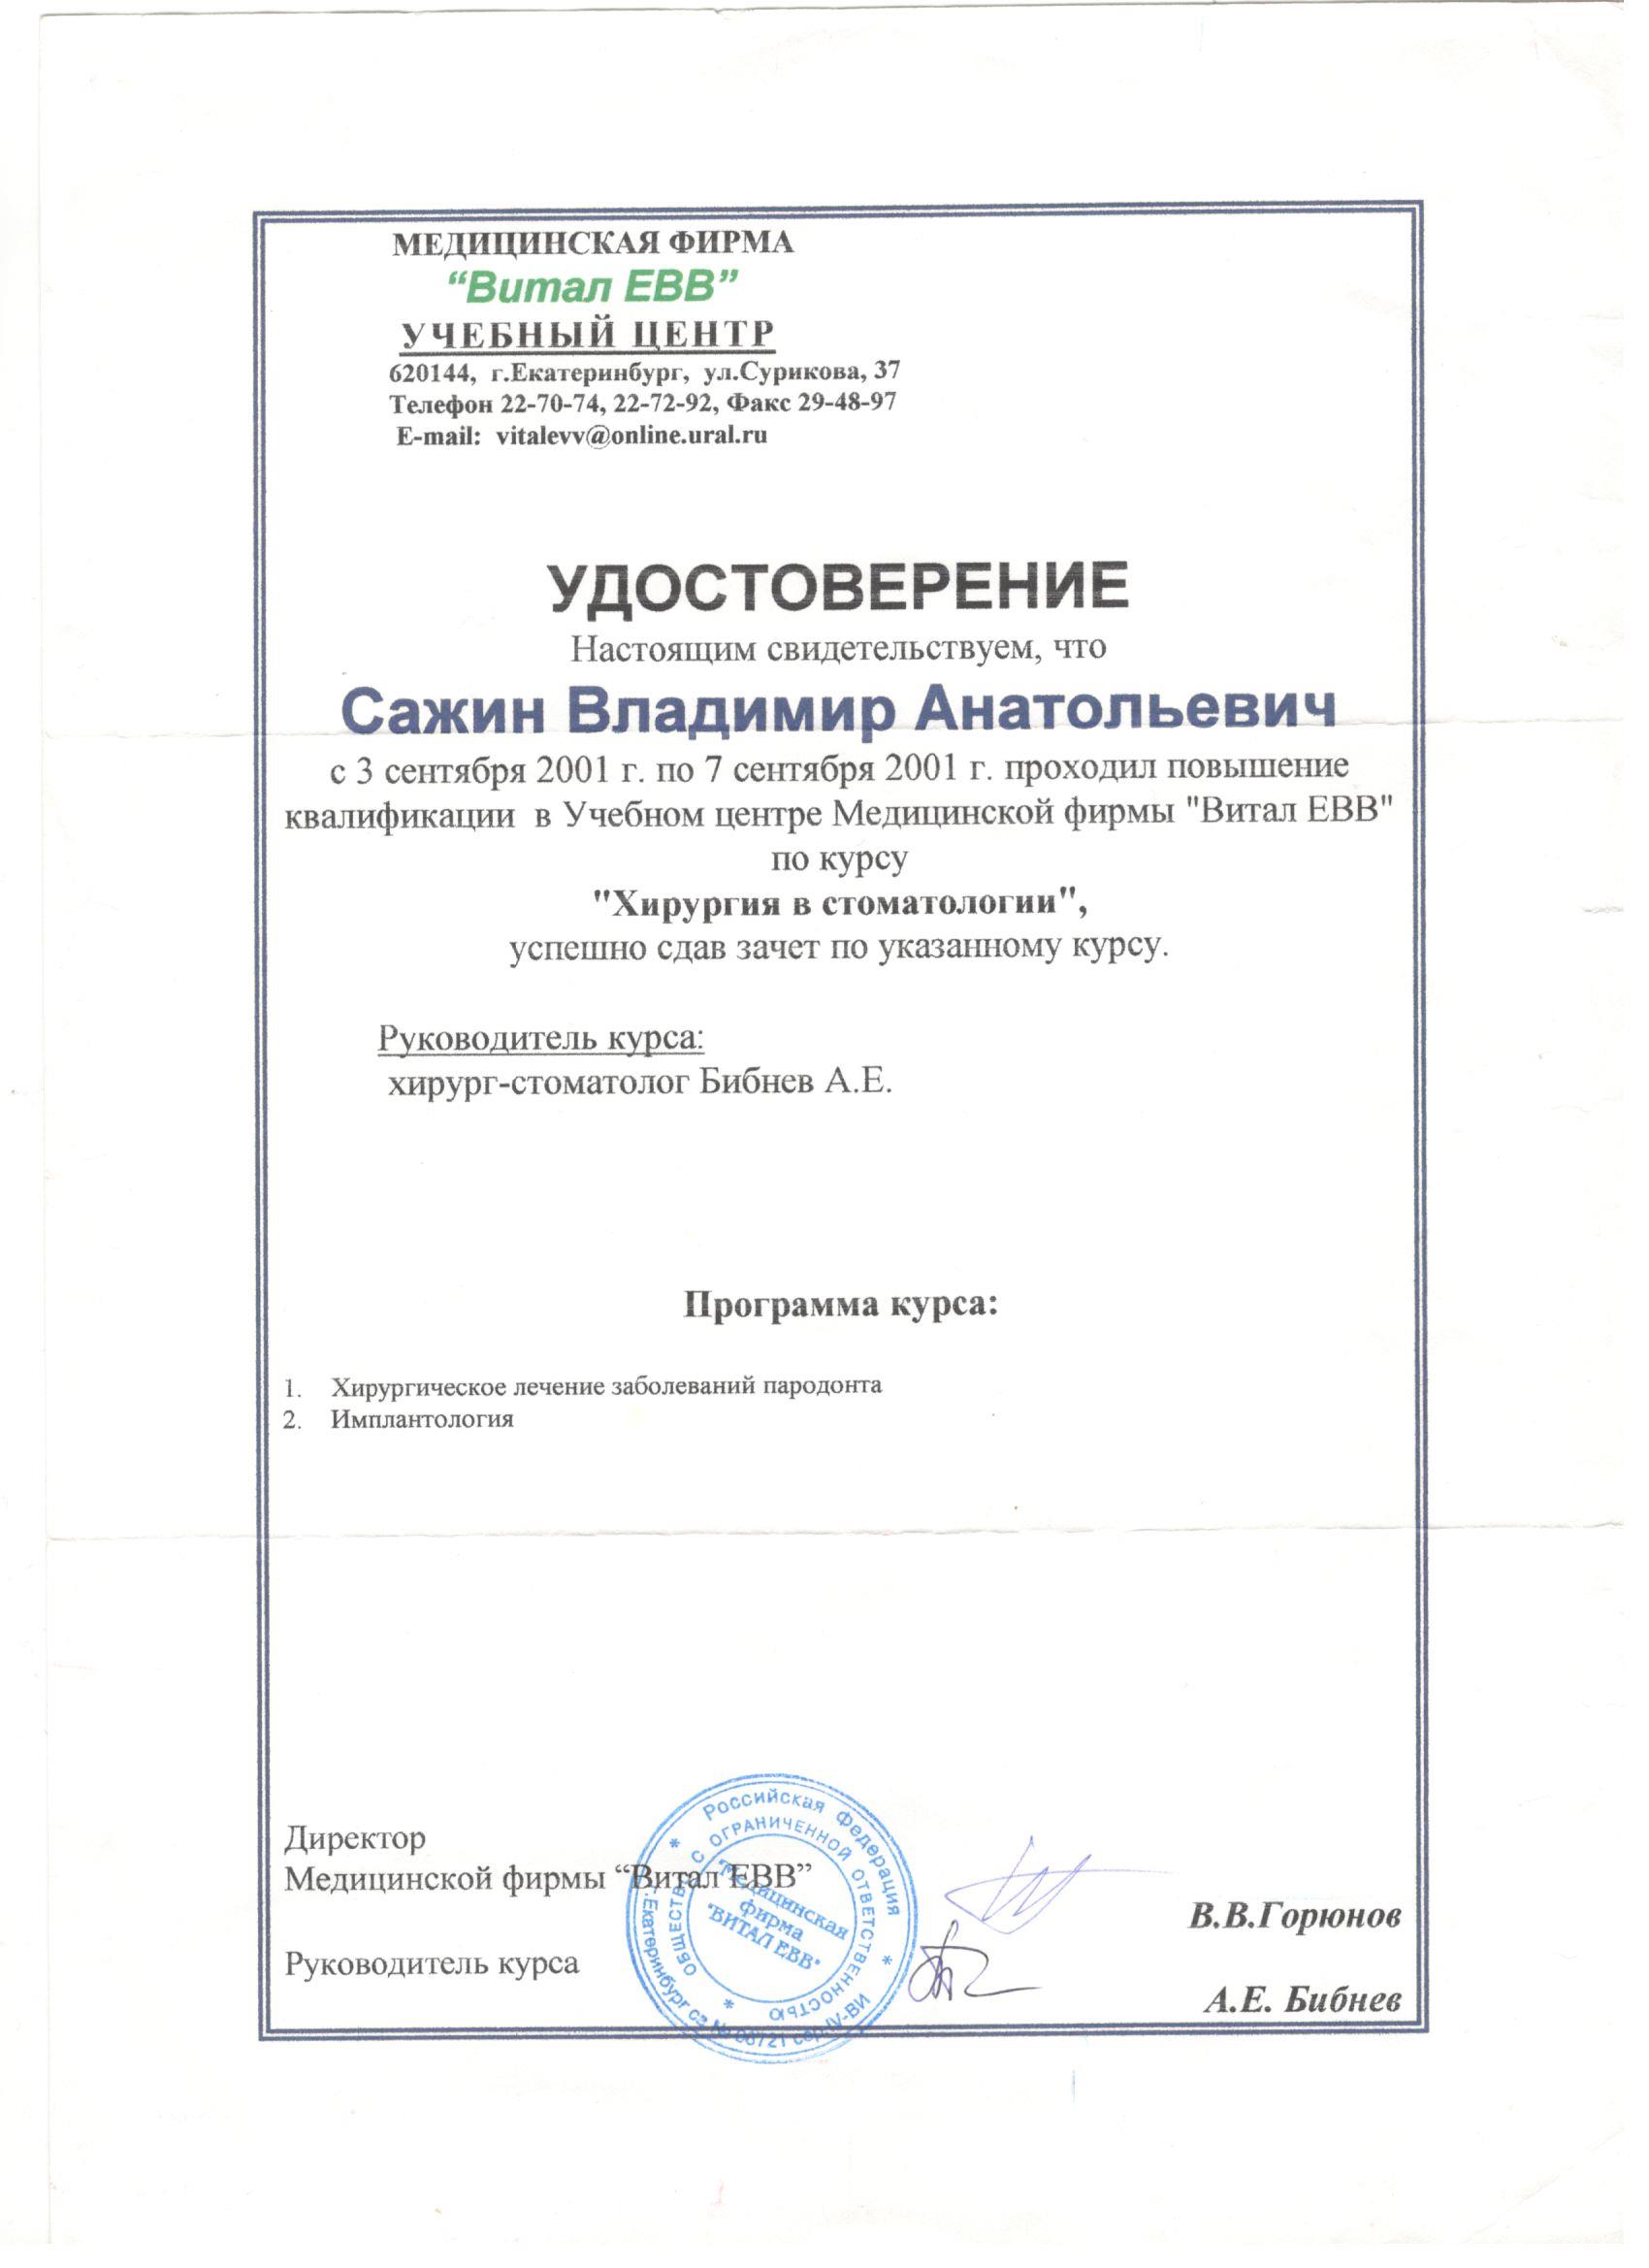 МЕДИЦИНСКАЯ ФИРМА
“Витал ЕВВ”
УЧЕБНЫЙ ЦЕНТР
620144, г.Екатеринбург, ул.Сурикова, 37
Телефон 22-70-74, 22-72-92, Факс 29-48-97
E-mail: vitalevv@online.ural.ru
УДОСТОВЕРЕНИЕ
Настоящим свидетельствуем, что
Сажин Владимир Анатольевич
с 3 сентября 2001 г. по 7 сентября 2001 г. проходил повышение
квалификации в Учебном центре Медицинской фирмы "Витал ЕВВ"
по курсу
"Хирургия в стоматологии",
успешно сдав зачет по указанному курсу.
Руководитель курса:
хирург-стоматолог Бибнев А.Е.
Программа курса:
1. Хирургическое лечение заболеваний пародонта
2. Имплантология
Директор
Медицинской фирмы “Витал ЕВВ”
В.В.Горюнов
Руководитель курса
А.Е. Бибнев
Российская Федерация
г.Екатеринбург
ОБЩЕСТВО С ОГРАНИЧЕННОЙ ОТВЕТСТВЕННОСТЬЮ
"Медицинская
фирма
"ВИТАЛ ЕВВ"